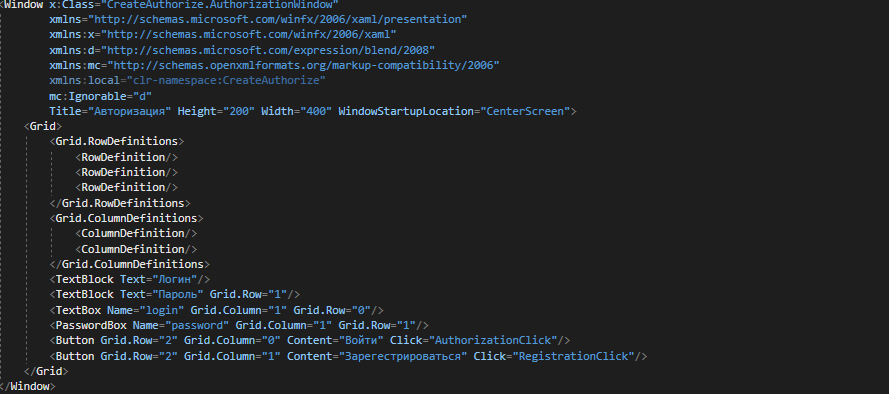 <Window x:Class="CreateAuthorize.AuthorizationWindow"
xmlns="http://schemas.microsoft.com/winfx/2006/xaml/presentation"
xmlns:x="http://schemas.microsoft.com/winfx/2006/xaml"
xmlns:d="http://schemas.microsoft.com/expression/blend/2008"
xmlns:mc="http://schemas.openxmlformats.org/markup-compatibility/2006"
xmlns:local="clr-namespace:CreateAuthorize"
mc:Ignorable="d"
Title="Авторизация" Height="200" Width="400" WindowStartupLocation="CenterScreen">
<Grid>
<Grid.RowDefinitions>
<RowDefinition/>
<RowDefinition/>
<RowDefinition/>
</Grid.RowDefinitions>
<Grid.ColumnDefinitions>
<ColumnDefinition/>
<ColumnDefinition/>
</Grid.ColumnDefinitions>
<TextBlock Text="Логин"/>
<TextBlock Text="Пароль" Grid.Row="1"/>
<TextBox Name="login" Grid.Column="1" Grid.Row="0"/>
<PasswordBox Name="password" Grid.Column="1" Grid.Row="1"/>
<Button Grid.Row="2" Grid.Column="0" Content="Войти" Click="AuthorizationClick"/>
<Button Grid.Row="2" Grid.Column="1" Content="Зарегестрироваться" Click="RegistrationClick"/>
</Grid>
</Window>